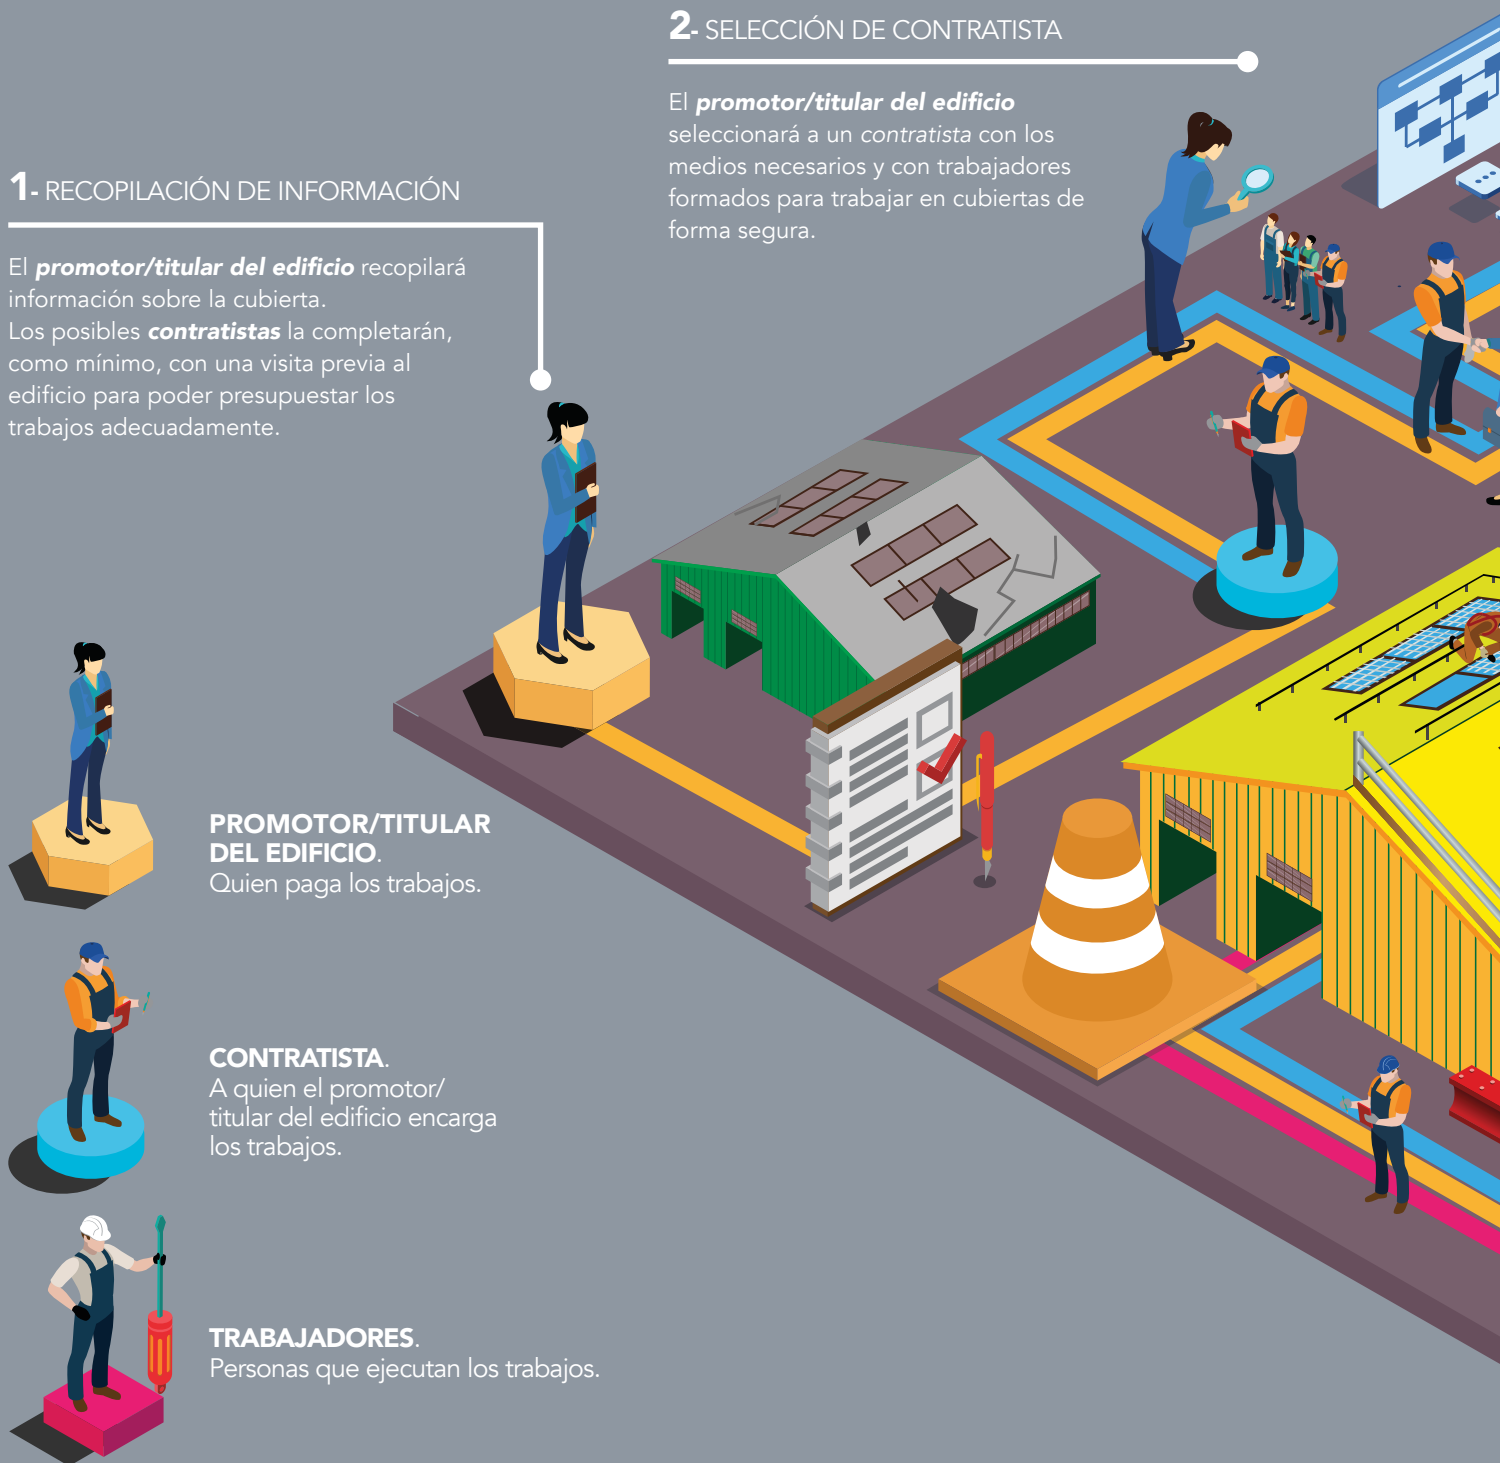 1- RECOPILACIÓN DE INFORMACIÓN
El promotor/titular del edificio recopilará
información sobre la cubierta.
Los posibles contratistas la completarán,
como mínimo, con una visita previa al
edificio para poder presupuestar los
trabajos adecuadamente.
2- SELECCIÓN DE CONTRATISTA
El promotor/titular del edificio
seleccionará a un contratista con los
medios necesarios y con trabajadores
formados para trabajar en cubiertas de
forma segura.
PROMOTOR/TITULAR
DEL EDIFICIO.
Quien paga los trabajos.
CONTRATISTA.
A quien el promotor/
titular del edificio encarga
los trabajos.
TRABAJADORES.
Personas que ejecutan los trabajos.